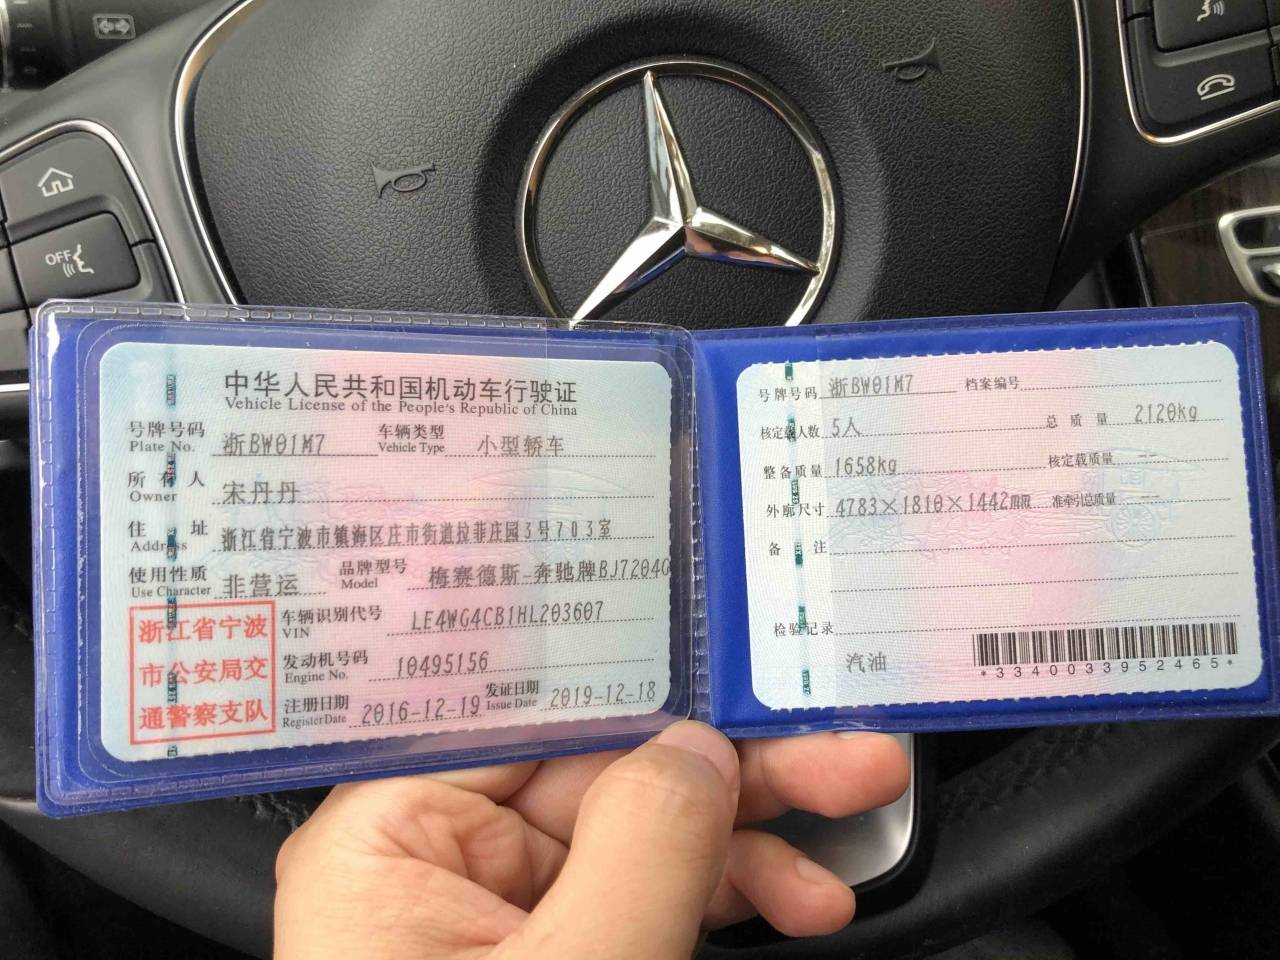 OFF
中华人民共和国机动车行驶证
Vehicle License of the People's Republic of China
号牌号码 浙BW01M7 车辆类型 小型轿车
Plate No. Vehicle Type
所有人 宋丹丹
Owner
住址 浙江省宁波市镇海区庄市街道拉菲庄园3号703室
Address
使用性质 非营运 品牌型号 梅赛德斯-奔驰牌BJ7204G
Use Character Model
浙江省宁波
市公安局交
通警察支队
车辆识别代号 LE4WG4CB1HL203607
VIN
发动机号码 10495156
Engine No.
注册日期 2016-12-19 发证日期 2019-12-18
Register Date Issue Date
号牌号码 浙BW01M7 档案编号
核定载人数 5人 总质量 2120kg
整备质量 1658kg 核定载质量 --
外廓尺寸 4783×1810×1442mm 准牵引总质量 --
备注
检验记录
汽油
*3340033952465*